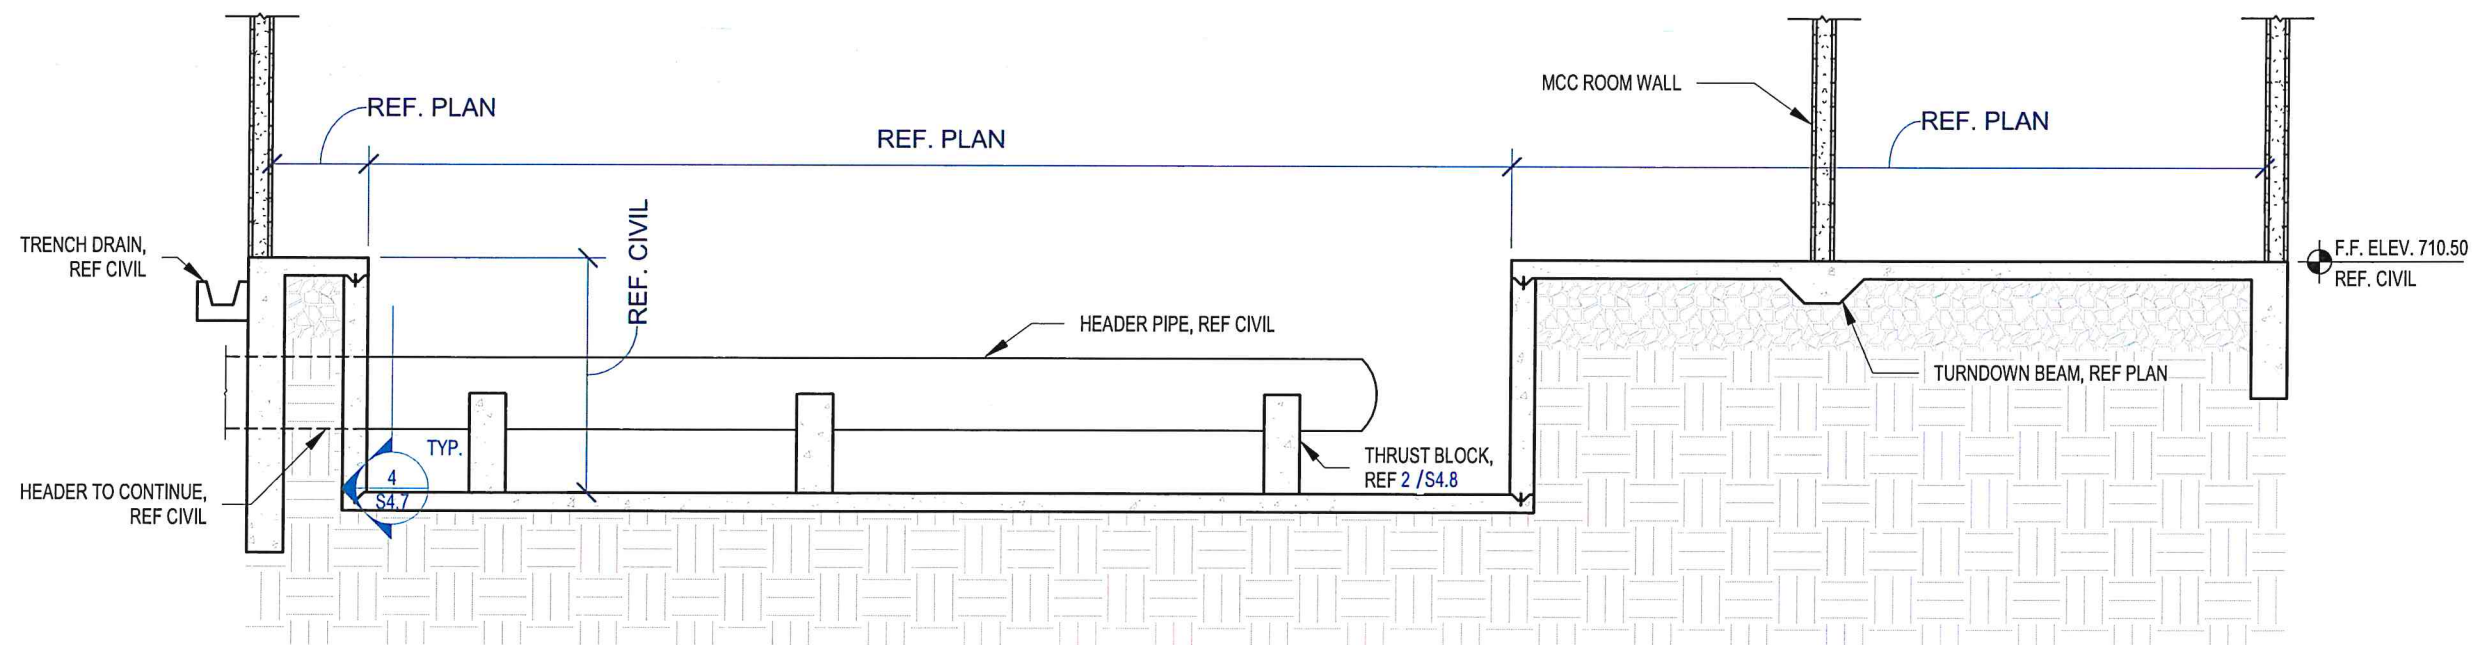 MCC ROOM WALL
REF. PLAN
REF. PLAN
REF. PLAN
TRENCH DRAIN,
REF CIVIL
REF. CIVIL
F.F. ELEV. 710.50
REF. CIVIL
HEADER PIPE, REF CIVIL
TURNDOWN BEAM, REF PLAN
TYP.
4
S4.7
THRUST BLOCK,
REF 2 /S4.8
HEADER TO CONTINUE,
REF CIVIL